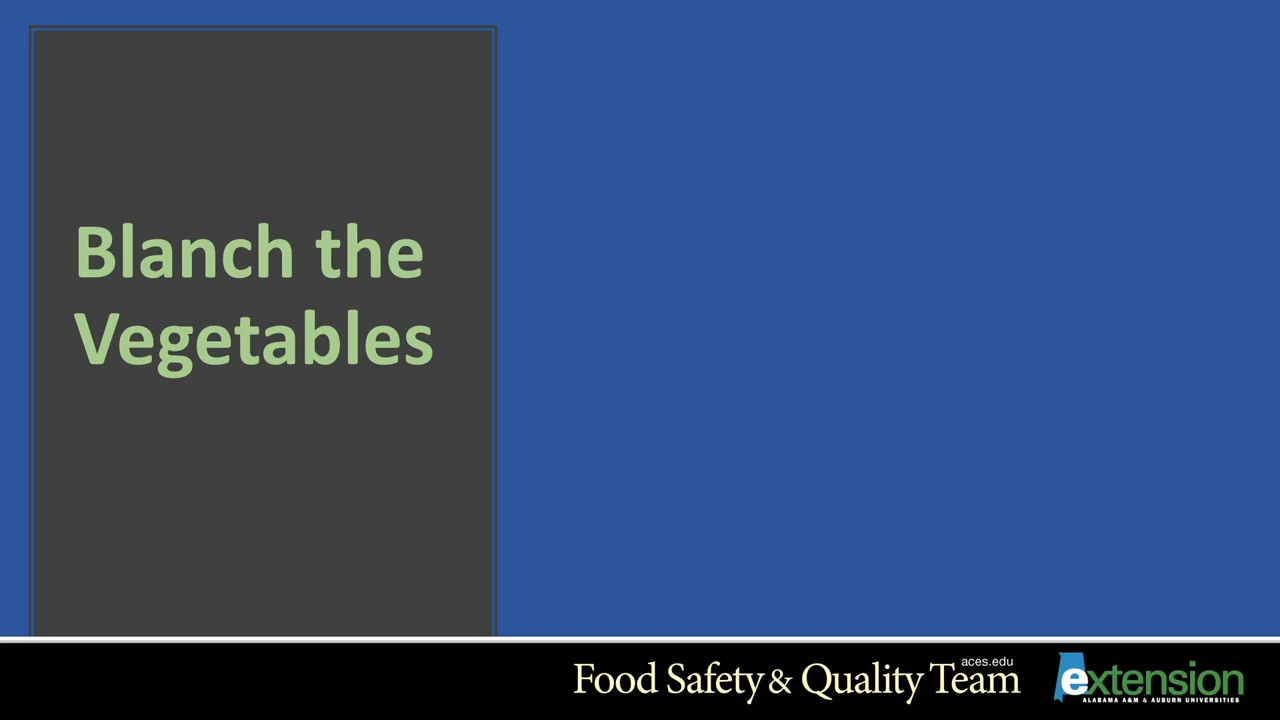 Blanch the
Vegetables
aces.edu
Food Safety & Quality Team
extension
ALABAMA A&M & AUBURN UNIVERSITIES